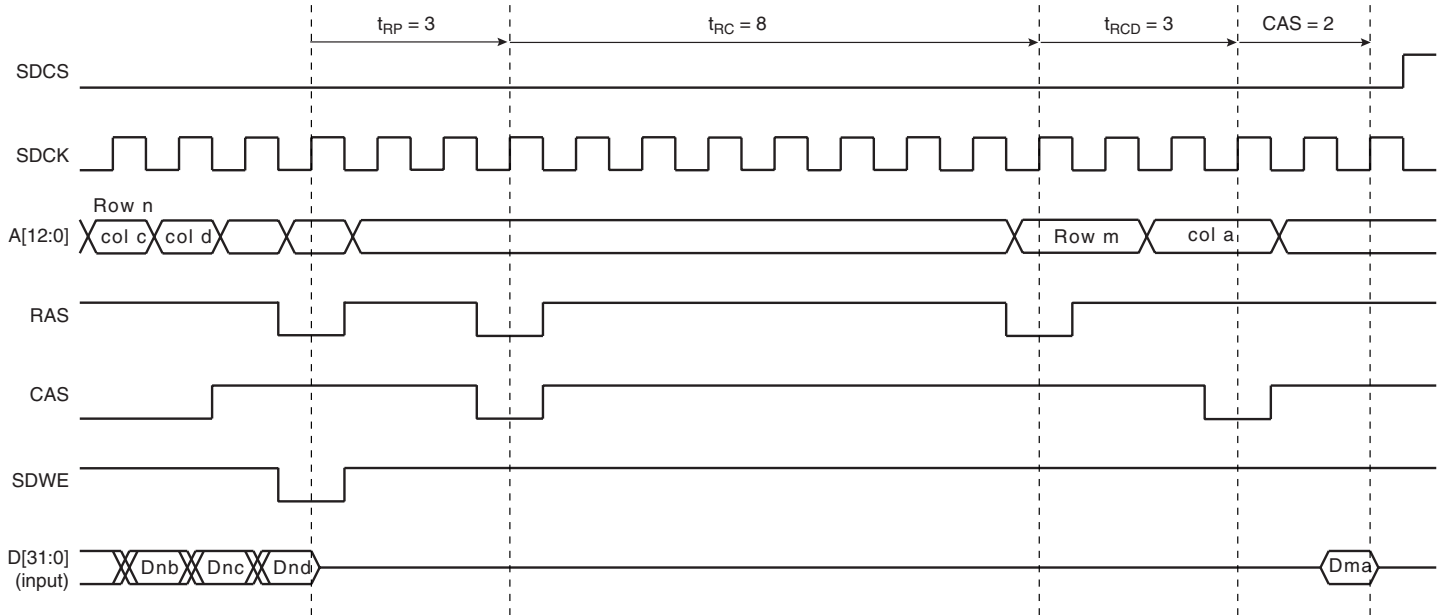 tRP = 3
tRC = 8
tRCD = 3
CAS = 2
SDCS
SDCK
Row n
A[12:0]
col c
col d
Row m
col a
RAS
CAS
SDWE
D[31:0]
(input)
Dnb
Dnc
Dnd
Dma